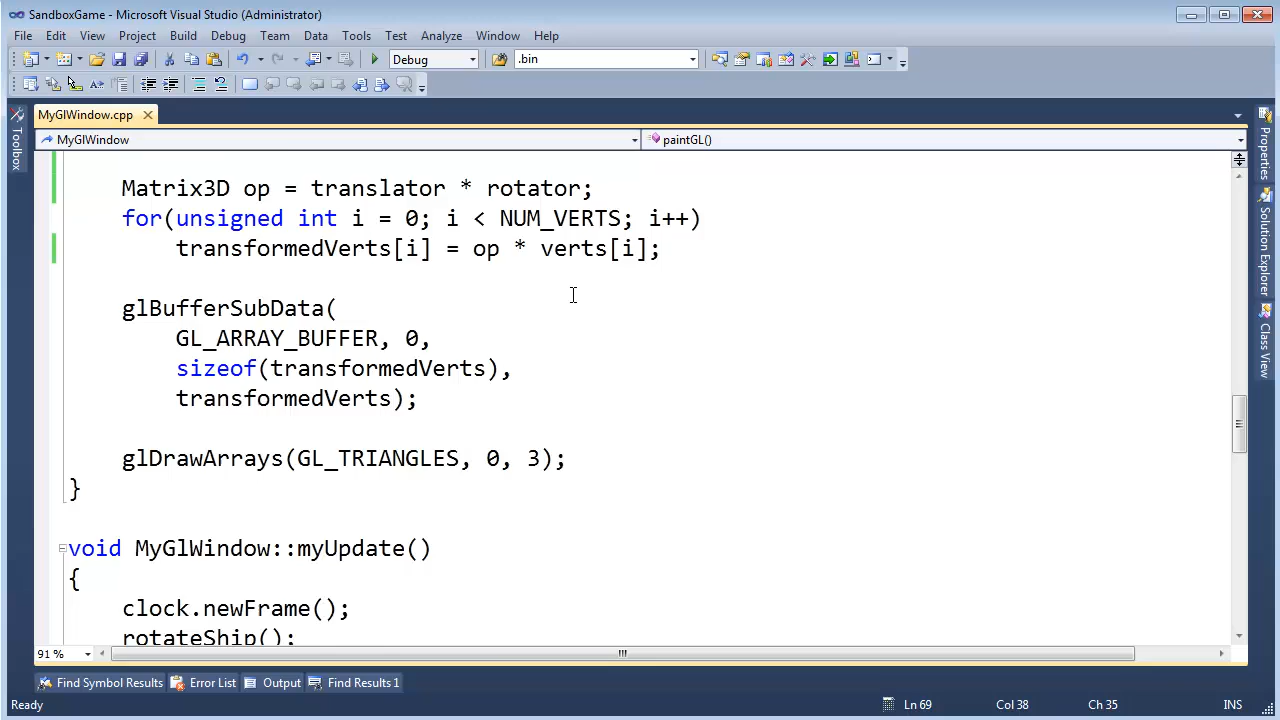 SandboxGame - Microsoft Visual Studio (Administrator)
File Edit View Project Build Debug Team Data Tools Test Analyze Window Help
Debug .bin
MyGlWindow.cpp
MyGlWindow paintGL()
Matrix3D op = translator * rotator;
for(unsigned int i = 0; i < NUM_VERTS; i++)
transformedVerts[i] = op * verts[i];
glBufferSubData(
GL_ARRAY_BUFFER, 0,
sizeof(transformedVerts),
transformedVerts);
glDrawArrays(GL_TRIANGLES, 0, 3);
}
void MyGlWindow::myUpdate()
{
clock.newFrame();
rotateShip();
91 %
Toolbox
Properties
Solution Explorer
Class View
Find Symbol Results Error List Output Find Results 1
Ready Ln 69 Col 38 Ch 35 INS